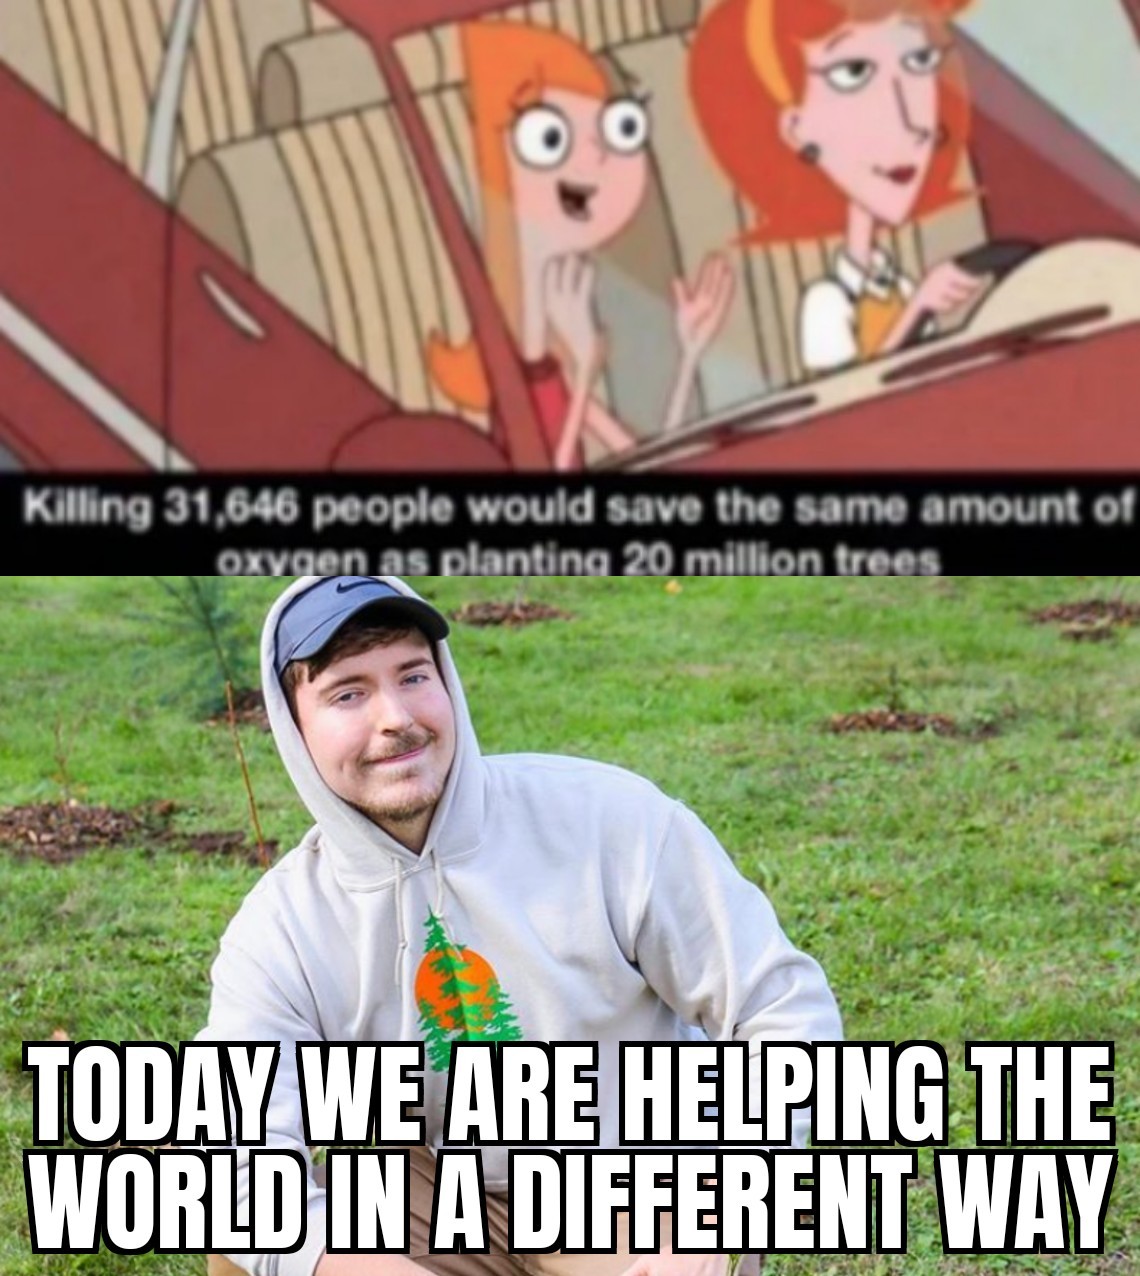 Killing 31,646 people would save the same amount of
oxygen as planting 20 million trees
TODAY WE ARE HELPING THE
WORLD IN A DIFFERENT WAY